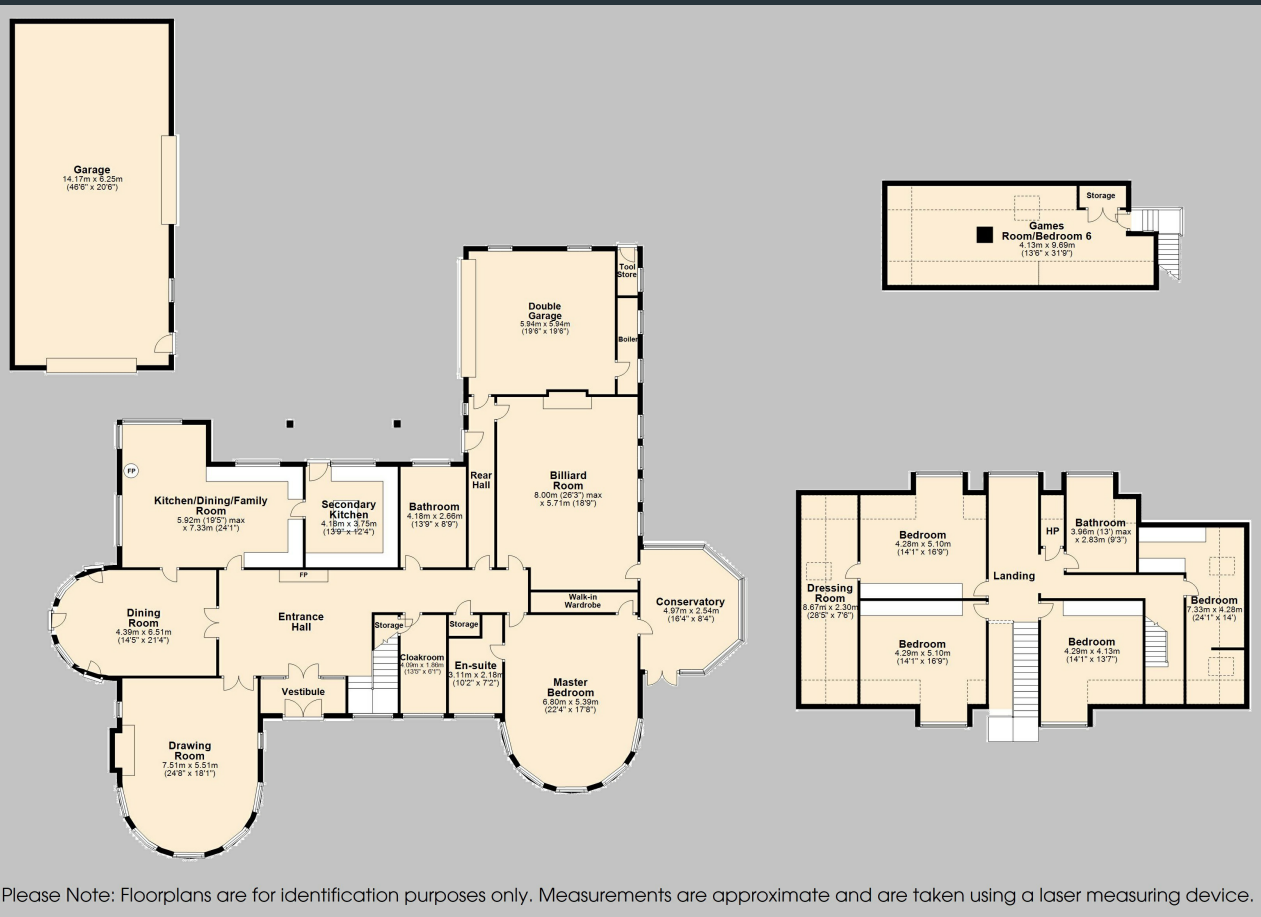 Garage
14.17m x 6.25m
(46'6" x 20'6")
Storage
Games
Room/Bedroom 6
4.13m x 9.69m
(13'6" x 31'9")
Tool
Store
Double
Garage
5.94m x 5.94m
(19'6" x 19'6")
Boiler
FP
Kitchen/Dining/Family
Room
5.92m (19'5") max
x 7.33m (24'1")
Secondary
Kitchen
4.18m x 3.75m
(13'9" x 12'4")
Bathroom
4.18m x 2.66m
(13'9" x 8'9")
Rear
Hall
Billiard
Room
8.00m (26'3") max
x 5.71m (18'9")
FP
Dining
Room
4.39m x 6.51m
(14'5" x 21'4")
Entrance
Hall
Storage
Cloakroom
4.09m x 1.86m
(13'5" x 6'1")
Storage
En-suite
3.11m x 2.18m
(10'2" x 7'2")
Walk-in
Wardrobe
Conservatory
4.97m x 2.54m
(16'4" x 8'4")
Vestibule
Master
Bedroom
6.80m x 5.39m
(22'4" x 17'8")
Drawing
Room
7.51m x 5.51m
(24'8" x 18'1")
Bedroom
4.28m x 5.10m
(14'1" x 16'9")
HP
Bathroom
3.96m (13') max
x 2.83m (9'3")
Landing
Dressing
Room
8.67m x 2.30m
(28'5" x 7'6")
Bedroom
7.33m x 4.28m
(24'1" x 14')
Bedroom
4.29m x 5.10m
(14'1" x 16'9")
Bedroom
4.29m x 4.13m
(14'1" x 13'7")
Please Note: Floorplans are for identification purposes only. Measurements are approximate and are taken using a laser measuring device.